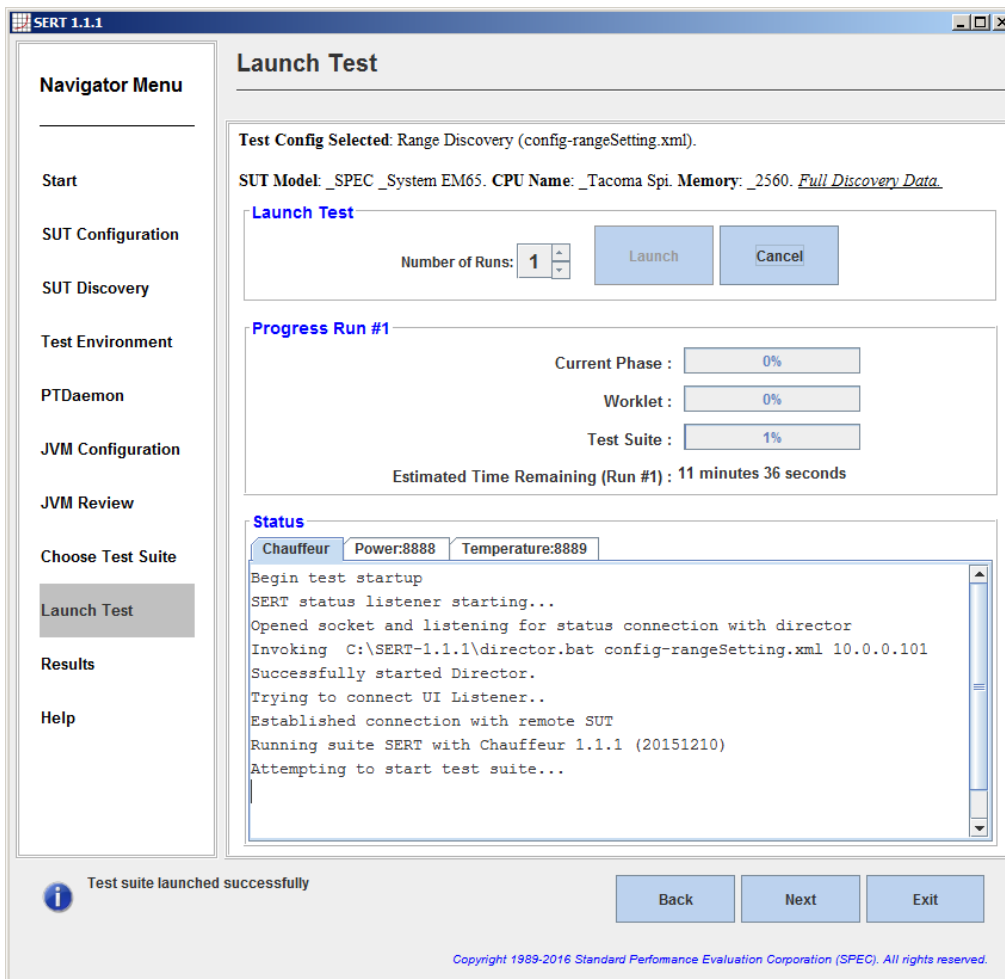 SERT 1.1.1
Navigator Menu
Start
SUT Configuration
SUT Discovery
Test Environment
PTDaemon
JVM Configuration
JVM Review
Choose Test Suite
Launch Test
Results
Help
Launch Test
Test Config Selected: Range Discovery (config-rangeSetting.xml).
SUT Model: _SPEC _System EM65. CPU Name: _Tacoma Spi. Memory: _2560. Full Discovery Data.
Launch Test
Number of Runs: 1 Launch Cancel
Progress Run #1
Current Phase : 0%
Worklet : 0%
Test Suite : 1%
Estimated Time Remaining (Run #1) : 11 minutes 36 seconds
Status
Chauffeur Power:8888 Temperature:8889
Begin test startup
SERT status listener starting...
Opened socket and listening for status connection with director
Invoking  C:\SERT-1.1.1\director.bat config-rangeSetting.xml 10.0.0.101
Successfully started Director.
Trying to connect UI Listener..
Established connection with remote SUT
Running suite SERT with Chauffeur 1.1.1 (20151210)
Attempting to start test suite...
Test suite launched successfully
Back Next Exit
Copyright 1989-2016 Standard Performance Evaluation Corporation (SPEC). All rights reserved.